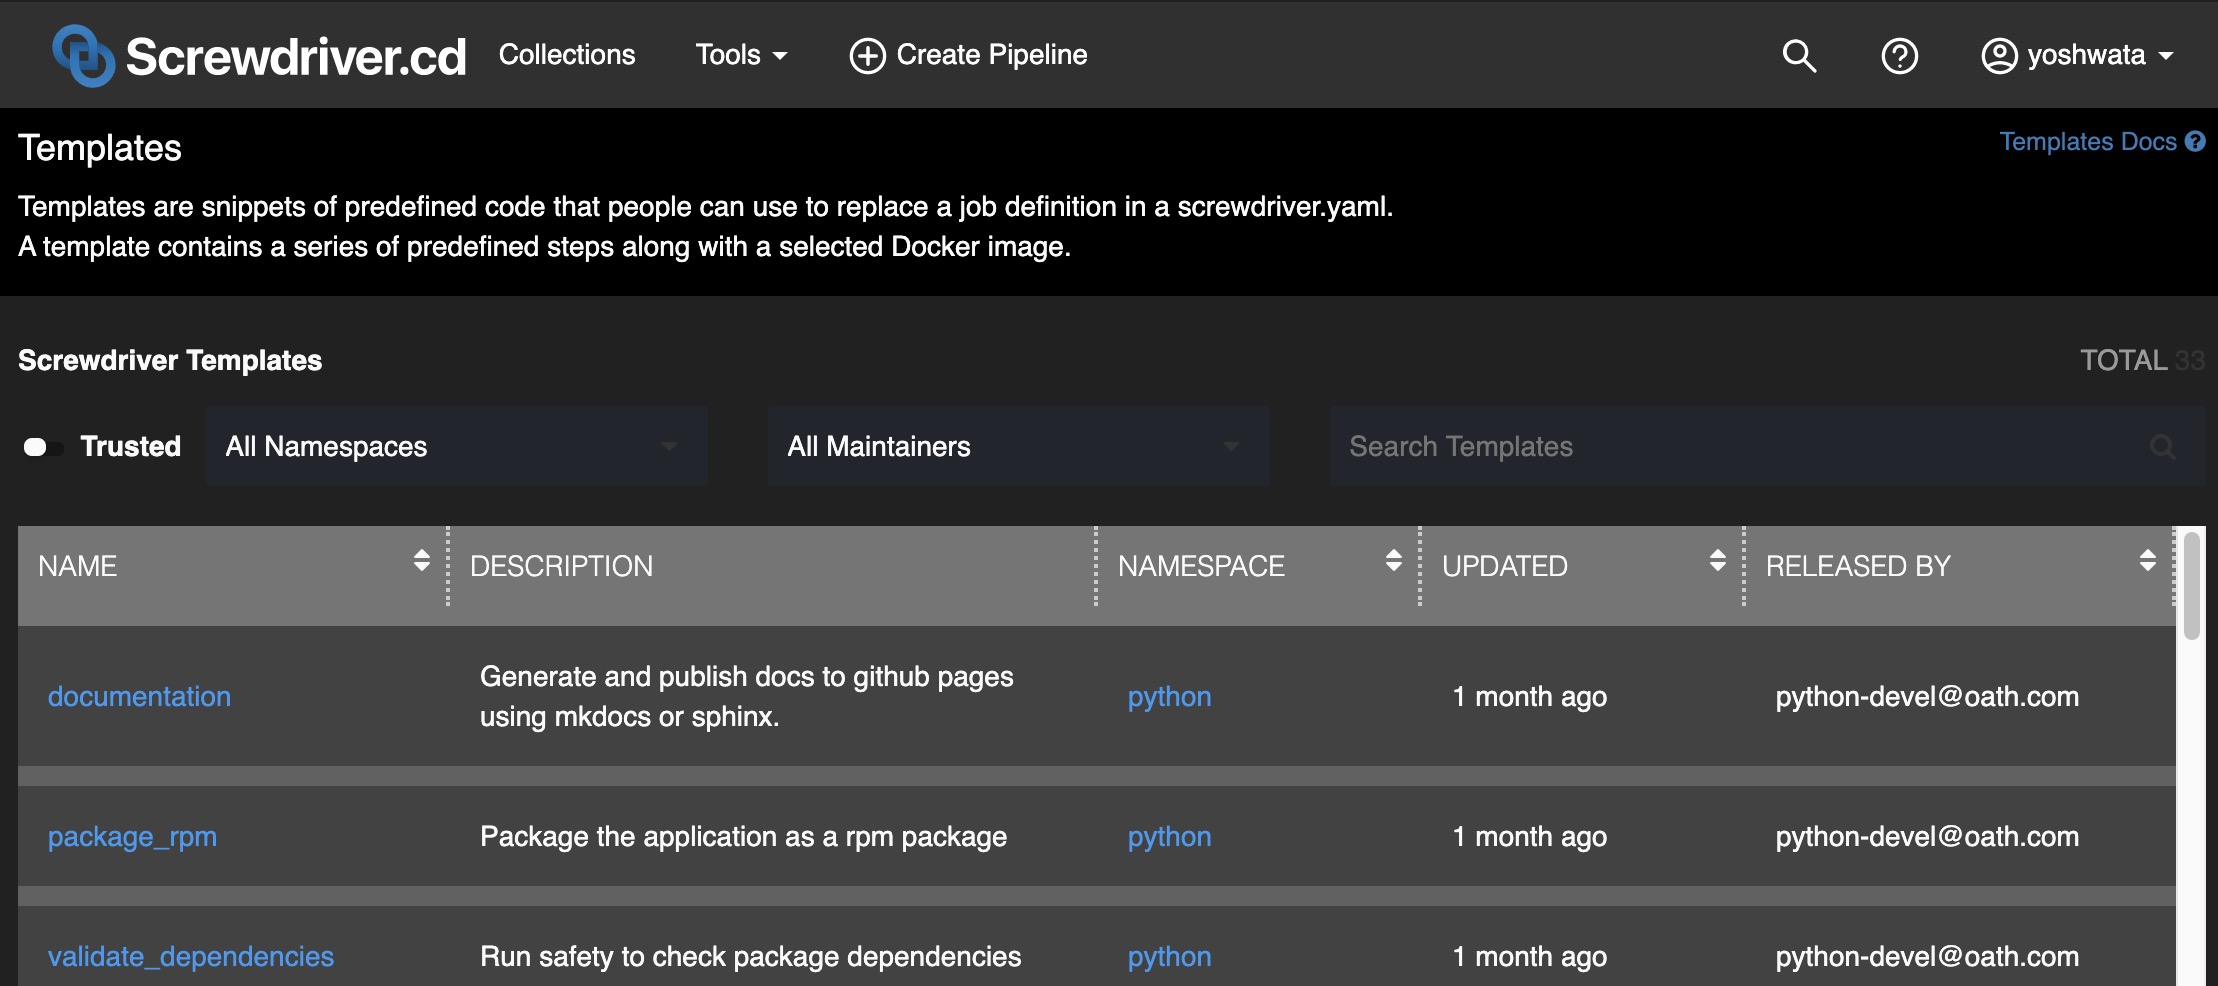 Screwdriver.cd Collections Tools Create Pipeline yoshwata
Templates Templates Docs
Templates are snippets of predefined code that people can use to replace a job definition in a screwdriver.yaml.
A template contains a series of predefined steps along with a selected Docker image.
Screwdriver Templates TOTAL 33
Trusted All Namespaces All Maintainers Search Templates
NAME DESCRIPTION NAMESPACE UPDATED RELEASED BY
documentation Generate and publish docs to github pages using mkdocs or sphinx. python 1 month ago python-devel@oath.com
package_rpm Package the application as a rpm package python 1 month ago python-devel@oath.com
validate_dependencies Run safety to check package dependencies python 1 month ago python-devel@oath.com